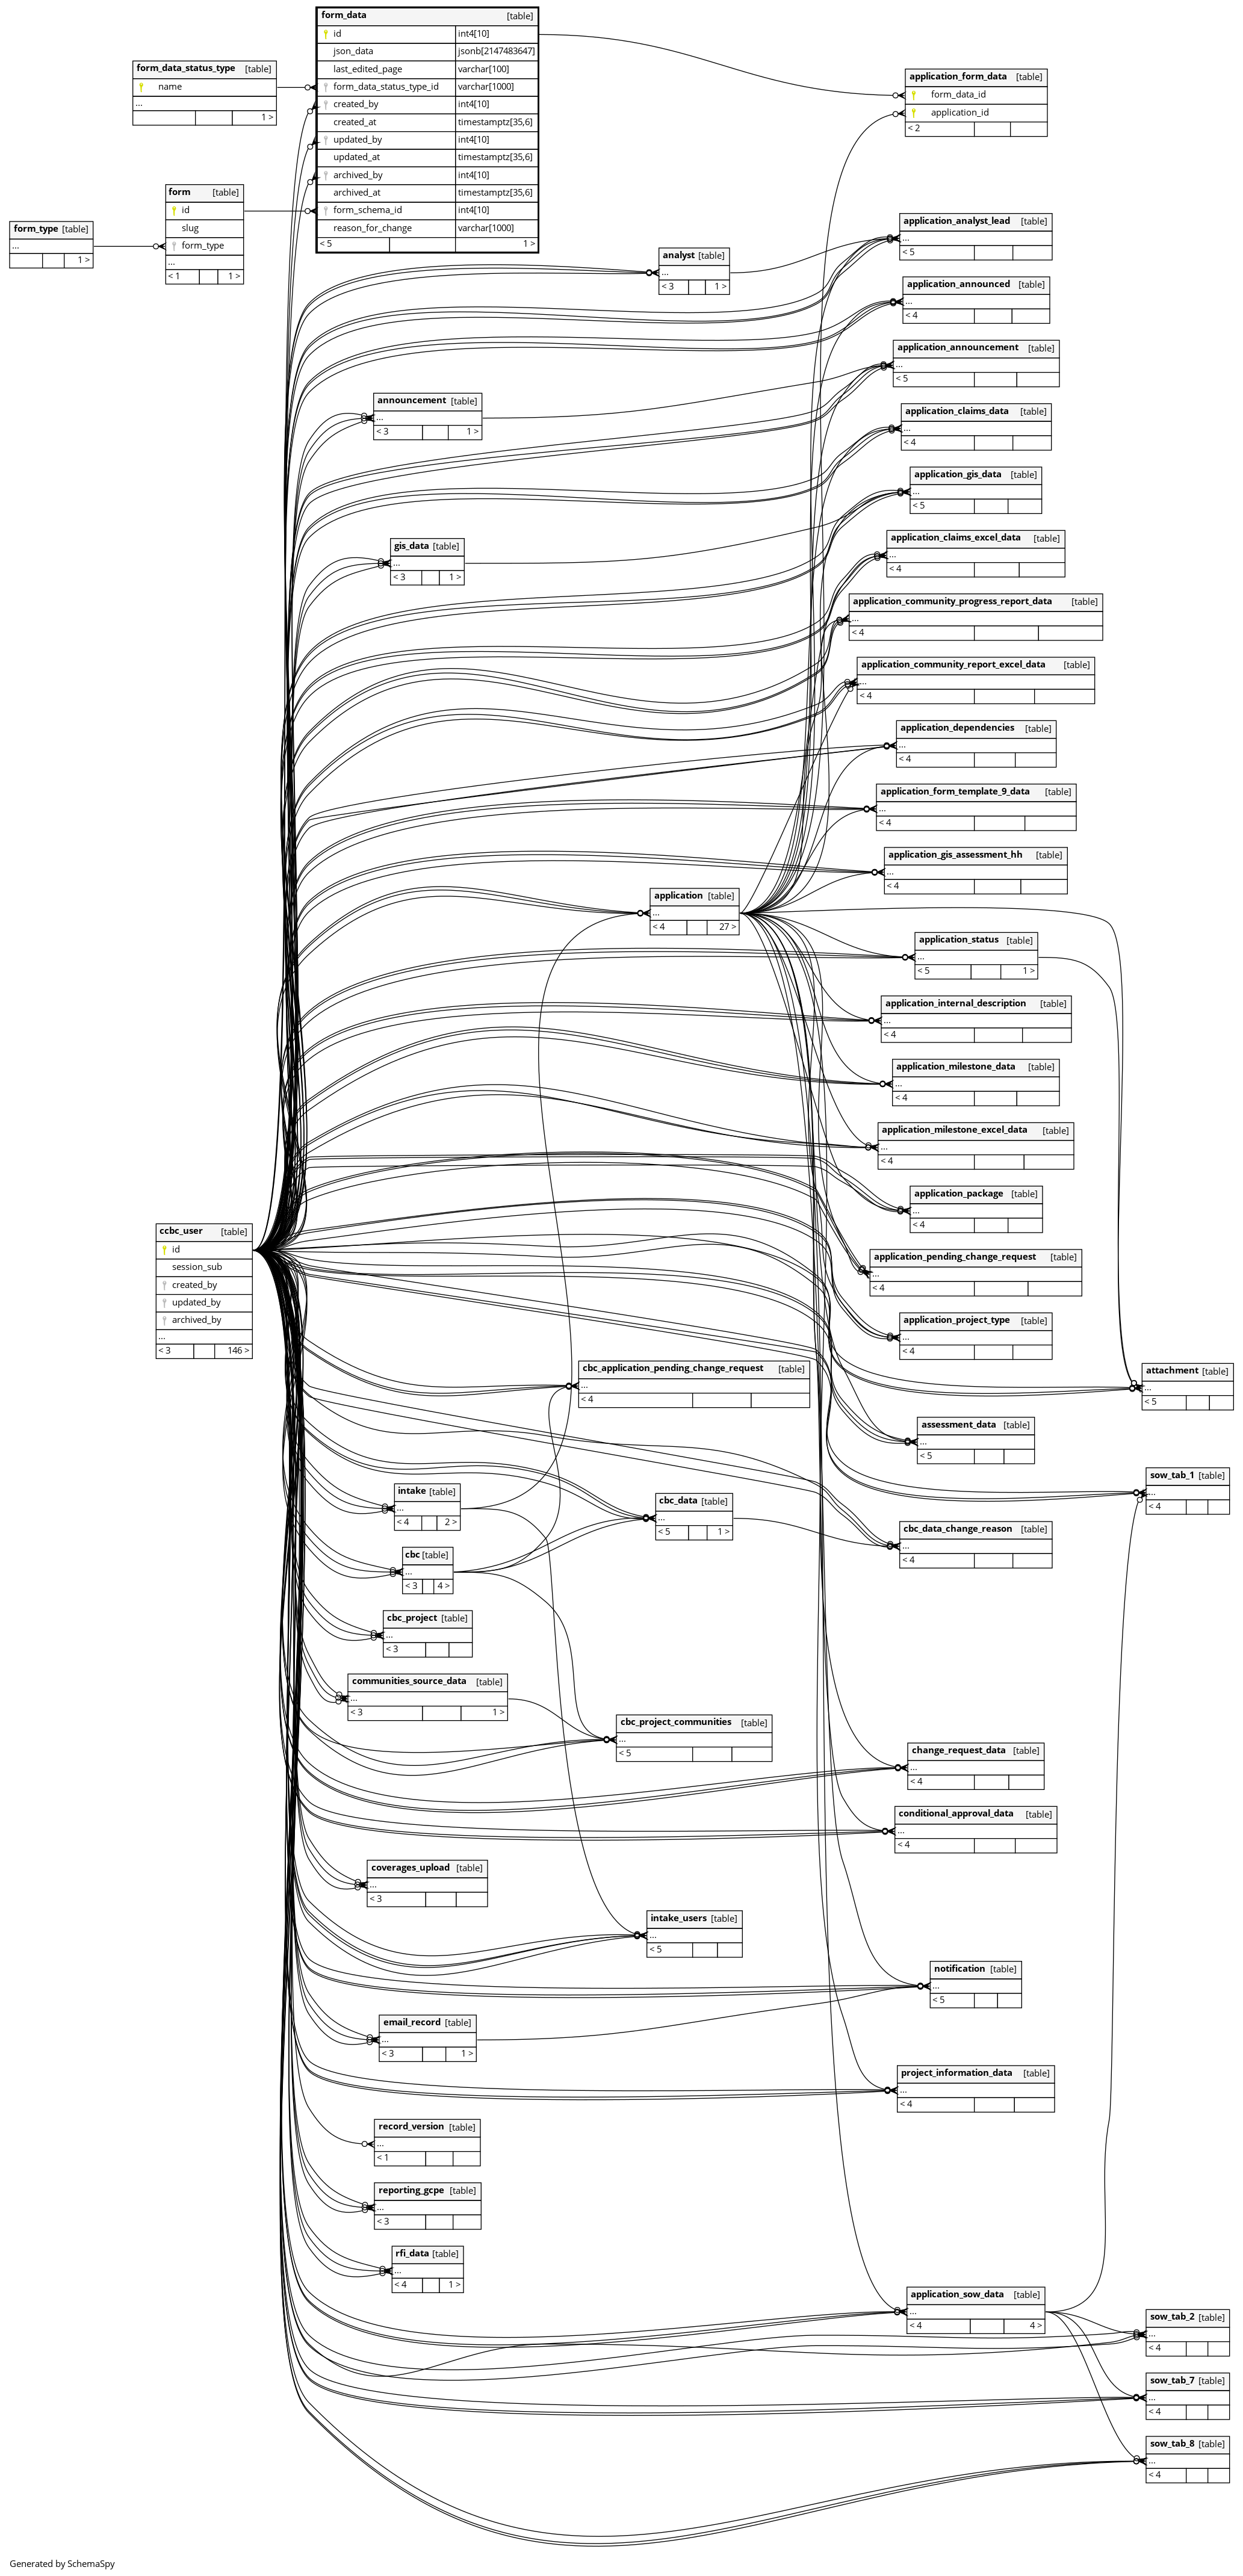 form_data [table]
id int4[10]
json_data jsonb[2147483647]
last_edited_page varchar[100]
form_data_status_type_id varchar[1000]
created_by int4[10]
created_at timestamptz[35,6]
updated_by int4[10]
updated_at timestamptz[35,6]
archived_by int4[10]
archived_at timestamptz[35,6]
form_schema_id int4[10]
reason_for_change varchar[1000]
< 5 1 >
form_data_status_type [table]
name
...
1 >
application_form_data [table]
form_data_id
application_id
< 2
form [table]
id
slug
form_type
...
< 1 1 >
form_type [table]
...
1 >
application_analyst_lead [table]
...
< 5
analyst [table]
...
< 3 1 >
application_announced [table]
...
< 4
application_announcement [table]
...
< 5
announcement [table]
...
< 3 1 >
application_claims_data [table]
...
< 4
application_gis_data [table]
...
< 5
gis_data [table]
...
< 3 1 >
application_claims_excel_data [table]
...
< 4
application_community_progress_report_data [table]
...
< 4
application_community_report_excel_data [table]
...
< 4
application_dependencies [table]
...
< 4
application_form_template_9_data [table]
...
< 4
application_gis_assessment_hh [table]
...
< 4
application [table]
...
< 4 27 >
application_status [table]
...
< 5 1 >
application_internal_description [table]
...
< 4
application_milestone_data [table]
...
< 4
application_milestone_excel_data [table]
...
< 4
application_package [table]
...
< 4
ccbc_user [table]
id
session_sub
created_by
updated_by
archived_by
...
< 3 146 >
application_pending_change_request [table]
...
< 4
application_project_type [table]
...
< 4
cbc_application_pending_change_request [table]
...
< 4
attachment [table]
...
< 5
assessment_data [table]
...
< 5
sow_tab_1 [table]
...
< 4
intake [table]
...
< 4 2 >
cbc_data [table]
...
< 5 1 >
cbc_data_change_reason [table]
...
< 4
cbc [table]
...
< 3 4 >
cbc_project [table]
...
< 3
communities_source_data [table]
...
< 3 1 >
cbc_project_communities [table]
...
< 5
change_request_data [table]
...
< 4
conditional_approval_data [table]
...
< 4
coverages_upload [table]
...
< 3
intake_users [table]
...
< 5
notification [table]
...
< 5
email_record [table]
...
< 3 1 >
project_information_data [table]
...
< 4
record_version [table]
...
< 1
reporting_gcpe [table]
...
< 3
rfi_data [table]
...
< 4 1 >
application_sow_data [table]
...
< 4 4 >
sow_tab_2 [table]
...
< 4
sow_tab_7 [table]
...
< 4
sow_tab_8 [table]
...
< 4
Generated by SchemaSpy